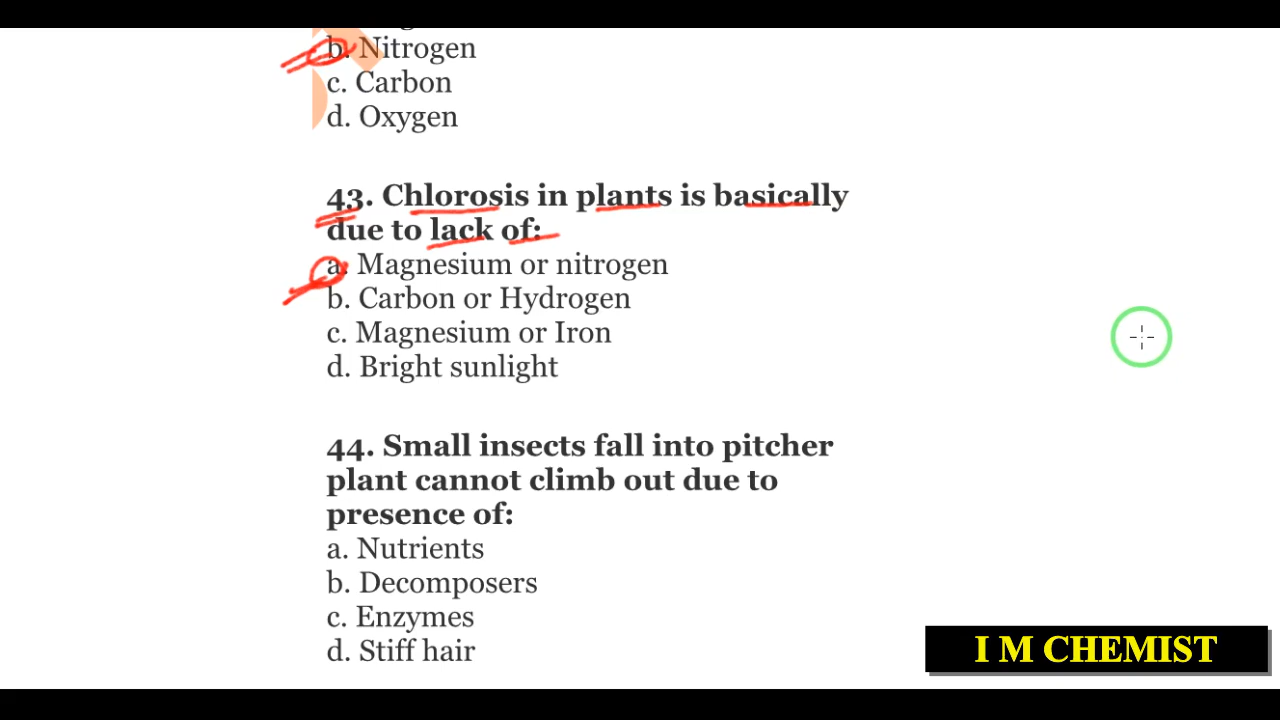 b. Nitrogen
c. Carbon
d. Oxygen
43. Chlorosis in plants is basically
due to lack of:
a. Magnesium or nitrogen
b. Carbon or Hydrogen
c. Magnesium or Iron
d. Bright sunlight
44. Small insects fall into pitcher
plant cannot climb out due to
presence of:
a. Nutrients
b. Decomposers
c. Enzymes
d. Stiff hair
I M CHEMIST